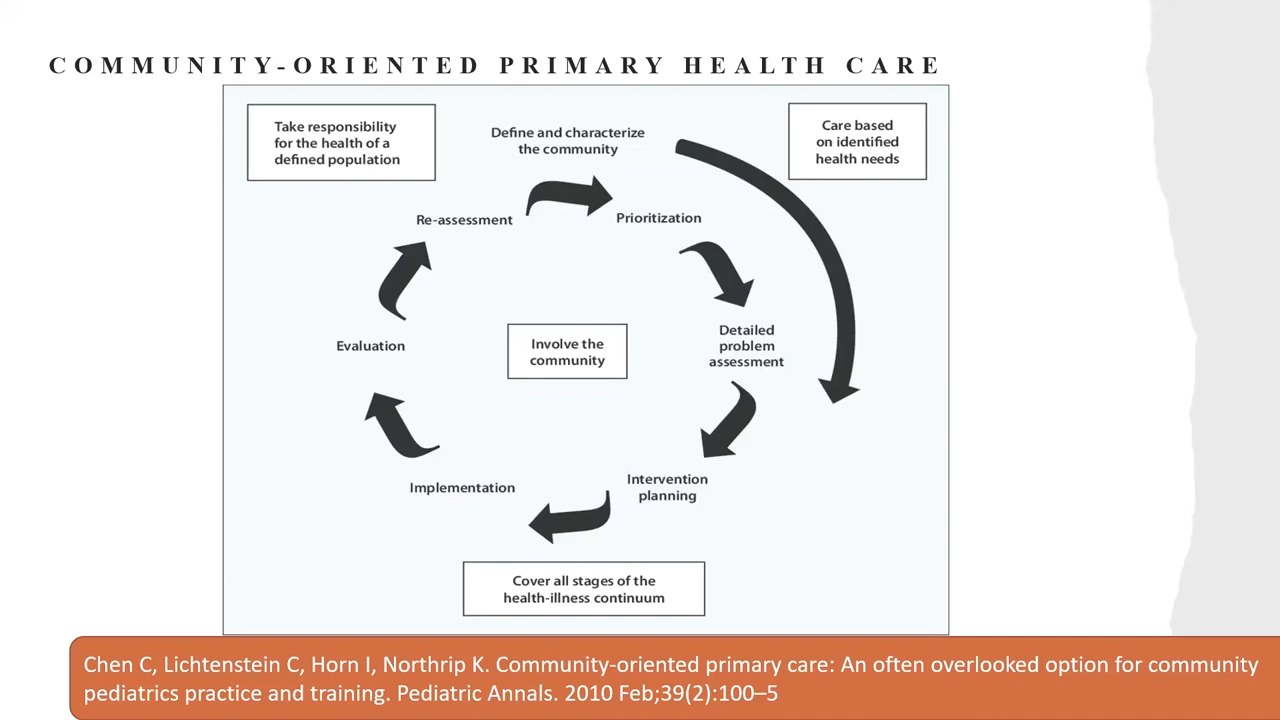 COMMUNITY-ORIENTED PRIMARY HEALTH CARE
Take responsibility
for the health of a
defined population
Define and characterize
the community
Care based
on identified
health needs
Re-assessment
Prioritization
Evaluation
Involve the
community
Detailed
problem
assessment
Implementation
Intervention
planning
Cover all stages of the
health-illness continuum
Chen C, Lichtenstein C, Horn I, Northrip K. Community-oriented primary care: An often overlooked option for community
pediatrics practice and training. Pediatric Annals. 2010 Feb;39(2):100–5